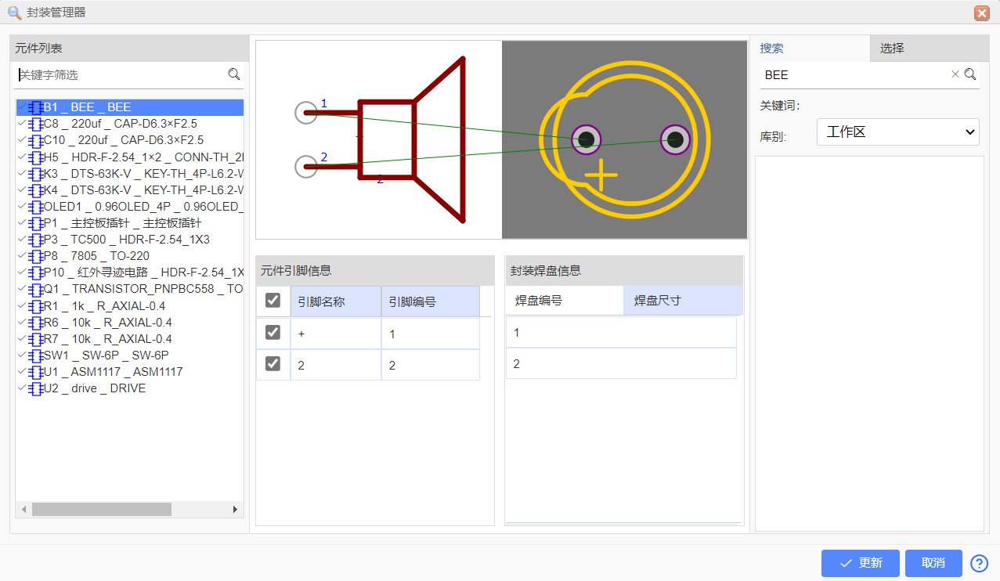 封装管理器
元件列表
关键字筛选
B1 _ BEE _ BEE
C8 _ 220uf _ CAP-D6.3×F2.5
C10 _ 220uf _ CAP-D6.3×F2.5
H5 _ HDR-F-2.54_1×2 _ CONN-TH_2
K3 _ DTS-63K-V _ KEY-TH_4P-L6.2-W
K4 _ DTS-63K-V _ KEY-TH_4P-L6.2-W
OLED1 _ 0.96OLED_4P _ 0.96OLED_
P1 _ 主控板插针 _ 主控板插针
P3 _ TC500 _ HDR-F-2.54_1X3
P8 _ 7805 _ TO-220
P10 _ 红外寻迹电路 _ HDR-F-2.54_1X
Q1 _ TRANSISTOR_PNPBC558 _ TO
R1 _ 1k _ R_AXIAL-0.4
R6 _ 10k _ R_AXIAL-0.4
R7 _ 10k _ R_AXIAL-0.4
SW1 _ SW-6P _ SW-6P
U1 _ ASM1117 _ ASM1117
U2 _ drive _ DRIVE
1
2
2
+
元件引脚信息
引脚名称 引脚编号
+ 1
2 2
封装焊盘信息
焊盘编号 焊盘尺寸
1
2
搜索 选择
BEE
关键词:
库别: 工作区
更新 取消